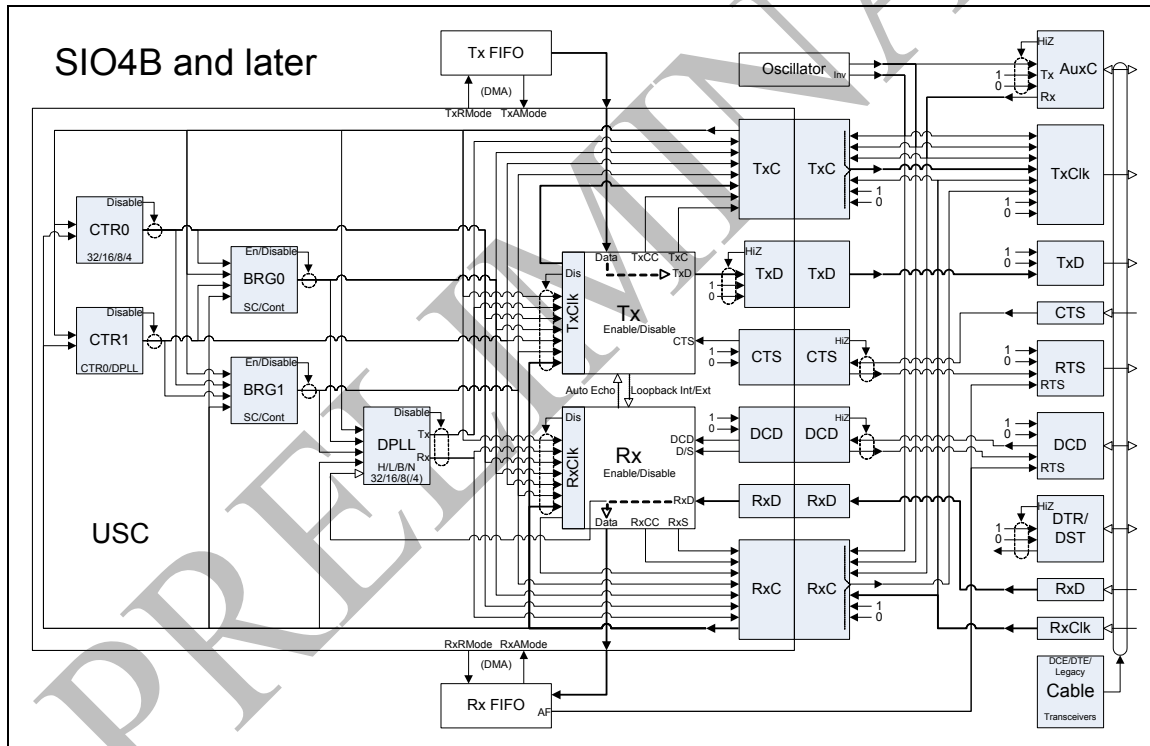 SIO4B and later
Tx FIFO
(DMA)
TxRMode TxAMode
Oscillator
Inv
HiZ
AuxC
1
Tx
0
Rx
TxC
TxC
1
0
TxClk
1
0
Disable
CTR0
32/16/8/4
En/Disable
BRG0
SC/Cont
Disable
CTR1
CTR0/DPLL
En/Disable
BRG1
SC/Cont
Disable
Tx
DPLL
Rx
H/L/B/N
32/16/8(/4)
Dis
TxClk
Data
TxCC
TxC
TxD
Tx
Enable/Disable
CTS
HiZ
1
0
TxD
TxD
1
0
TxD
CTS
1
0
CTS
CTS
HiZ
1
0
RTS
RTS
Auto Echo
Loopback Int/Ext
Dis
RxClk
Rx
Enable/Disable
DCD
D/S
RxD
Data
RxCC
RxS
1
0
DCD
DCD
HiZ
1
0
DCD
RTS
RxD
RxD
HiZ
1
0
DTR/
DST
USC
RxC
RxC
1
0
RxD
RxClk
RxRMode RxAMode
(DMA)
Rx FIFO
AF
DCE/DTE/
Legacy
Cable
Transceivers
PRELIMINA